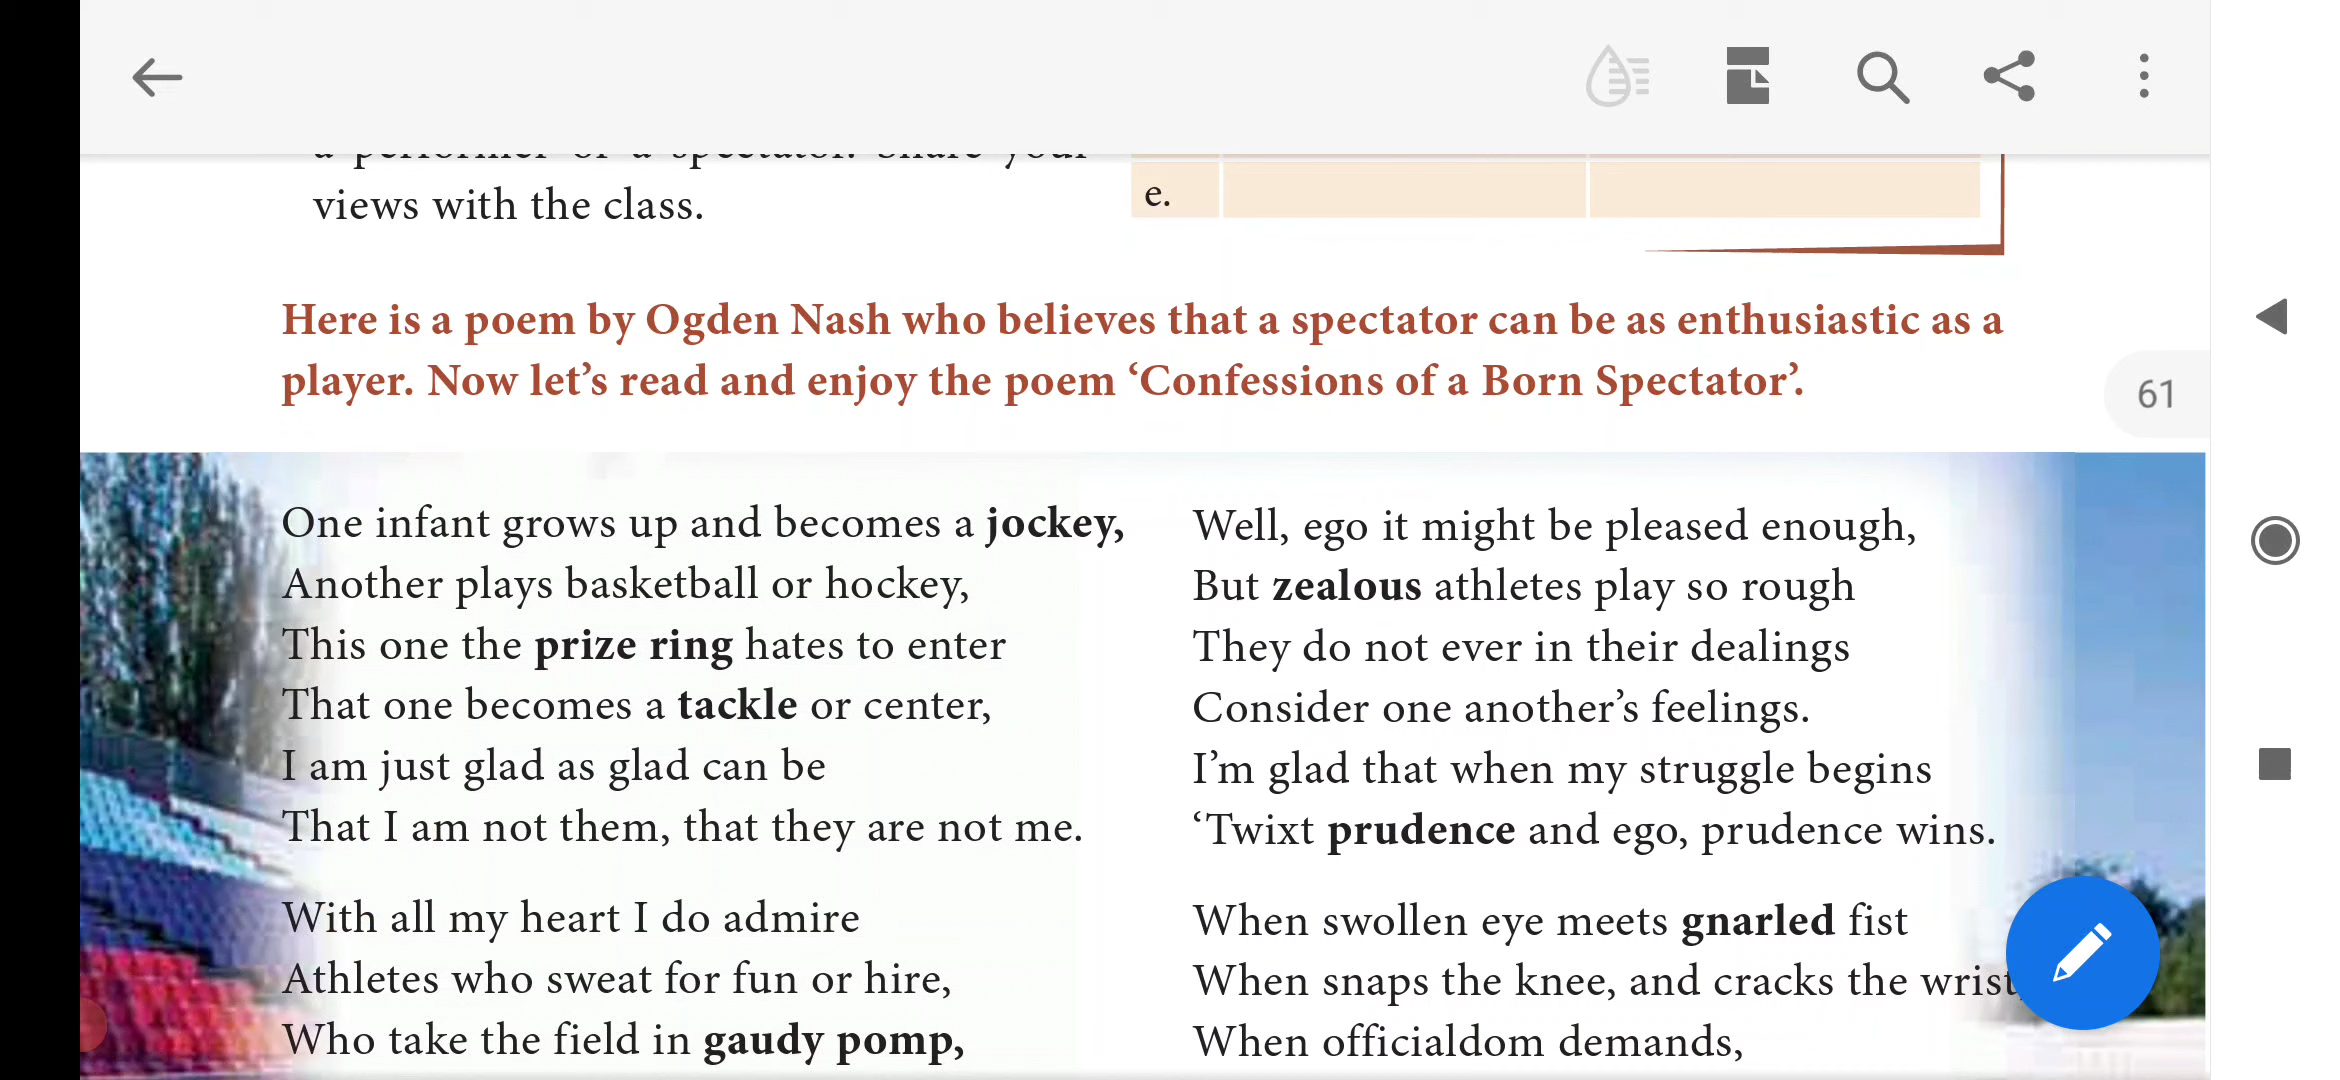 a performer or a spectator. Share your
views with the class.
e.
Here is a poem by Ogden Nash who believes that a spectator can be as enthusiastic as a
player. Now let’s read and enjoy the poem ‘Confessions of a Born Spectator’.
61
One infant grows up and becomes a jockey,
Another plays basketball or hockey,
This one the prize ring hates to enter
That one becomes a tackle or center,
I am just glad as glad can be
That I am not them, that they are not me.
With all my heart I do admire
Athletes who sweat for fun or hire,
Who take the field in gaudy pomp,
Well, ego it might be pleased enough,
But zealous athletes play so rough
They do not ever in their dealings
Consider one another’s feelings.
I’m glad that when my struggle begins
‘Twixt prudence and ego, prudence wins.
When swollen eye meets gnarled fist
When snaps the knee, and cracks the wrist,
When officialdom demands,